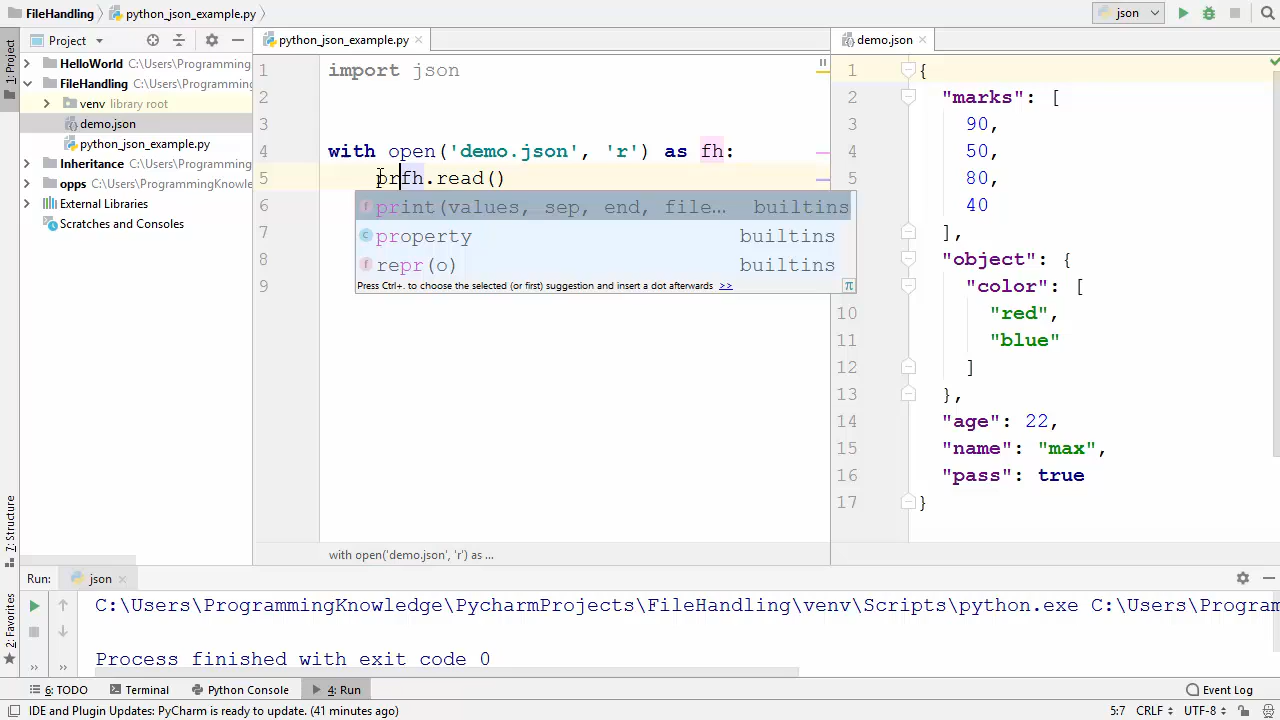 FileHandling python_json_example.py json
Project python_json_example.py demo.json
1: Project
HelloWorld C:\Users\Programming
FileHandling C:\Users\Programming
venv library root
demo.json
python_json_example.py
Inheritance C:\Users\Programming
opps C:\Users\ProgrammingKnowle
External Libraries
Scratches and Consoles
1 import json
2
3
4 with open('demo.json', 'r') as fh:
5 prfh.read()
6
7
8
9
print(values, sep, end, file... builtins
property builtins
repr(o) builtins
Press Ctrl+. to choose the selected (or first) suggestion and insert a dot afterwards >> π
with open('demo.json', 'r') as ...
1 {
2 "marks": [
3 90,
4 50,
5 80,
40
],
"object": {
"color": [
10 "red",
11 "blue"
12 ]
13 },
14 "age": 22,
15 "name": "max",
16 "pass": true
17 }
7: Structure
2: Favorites
Run: json
C:\Users\ProgrammingKnowledge\PycharmProjects\FileHandling\venv\Scripts\python.exe C:\Users\Program
Process finished with exit code 0
6: TODO Terminal Python Console 4: Run Event Log
IDE and Plugin Updates: PyCharm is ready to update. (41 minutes ago) 5:7 CRLF UTF-8